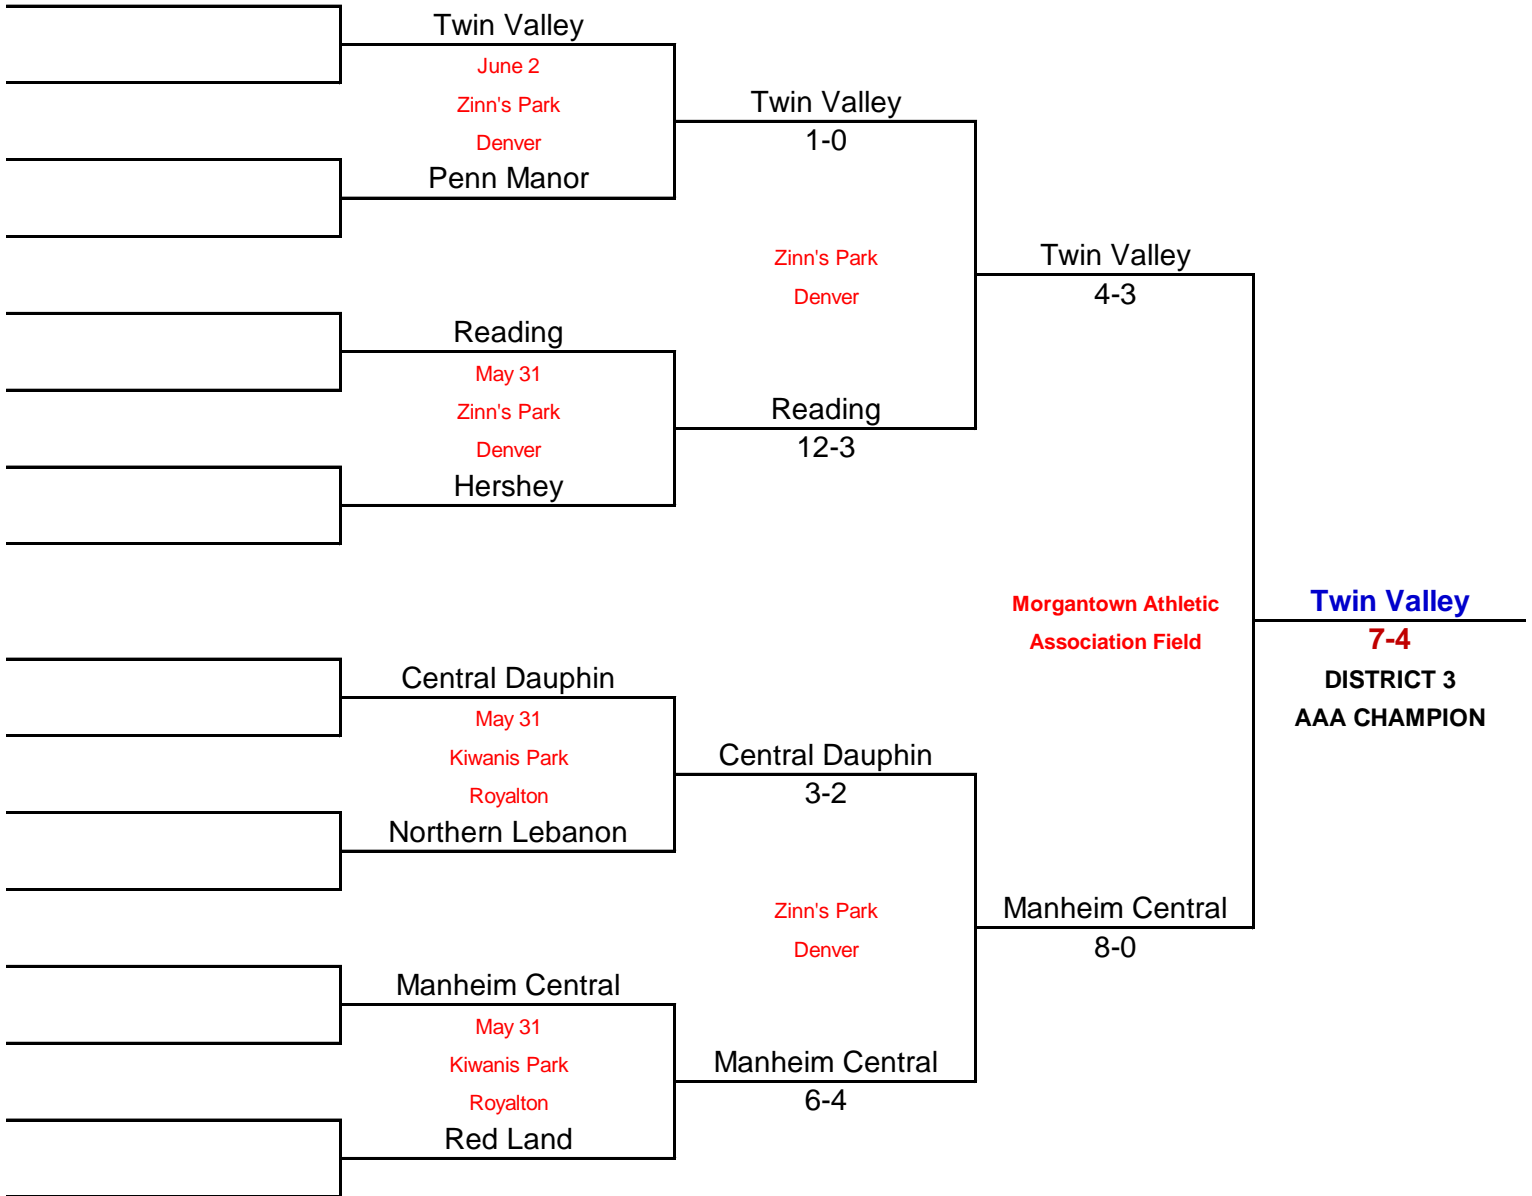 Twin Valley
June 2
Zinn's Park
Denver
Penn Manor
Twin Valley
1-0
Reading
May 31
Zinn's Park
Denver
Hershey
Reading
12-3
Zinn's Park
Denver
Twin Valley
4-3
Central Dauphin
May 31
Kiwanis Park
Royalton
Northern Lebanon
Central Dauphin
3-2
Manheim Central
May 31
Kiwanis Park
Royalton
Red Land
Manheim Central
6-4
Zinn's Park
Denver
Manheim Central
8-0
Morgantown Athletic
Association Field
Twin Valley
7-4
DISTRICT 3
AAA CHAMPION